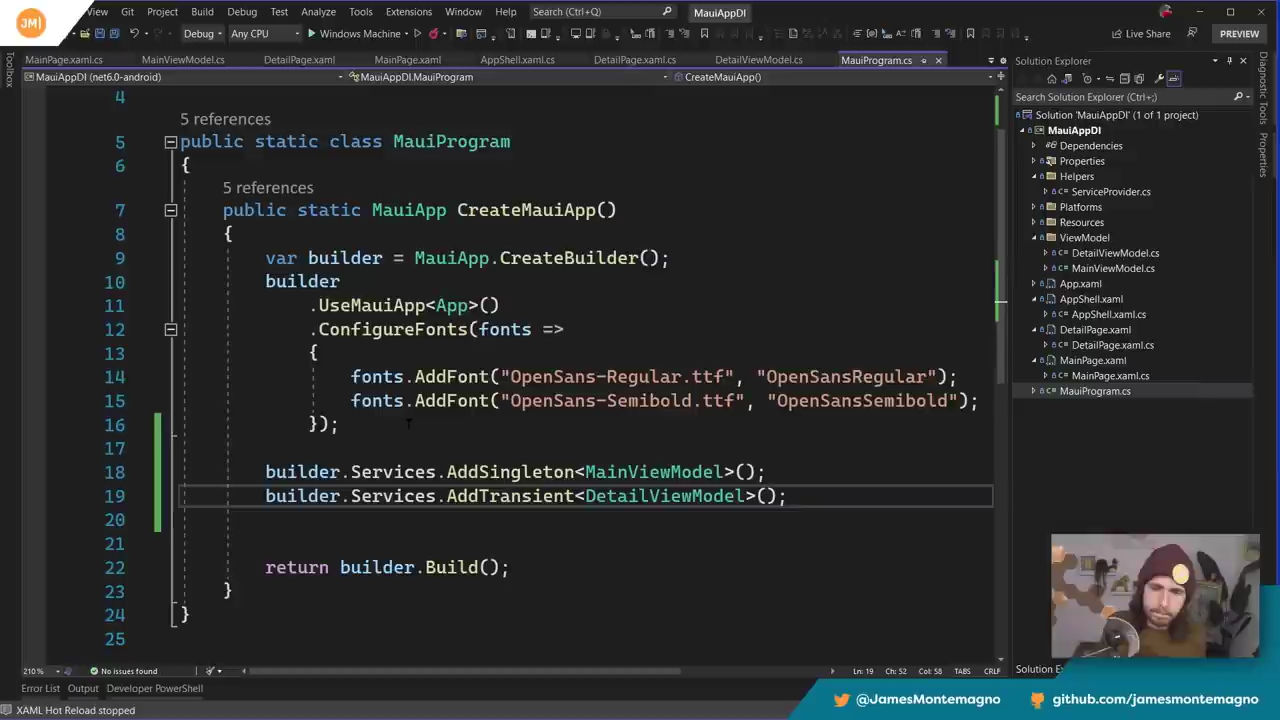 JM
View Git Project Build Debug Test Analyze Tools Extensions Window Help Search (Ctrl+Q) MauiAppDI
Debug Any CPU Windows Machine Live Share PREVIEW
MainPage.xaml.cs MainViewModel.cs DetailPage.xaml MainPage.xaml AppShell.xaml.cs DetailPage.xaml.cs DetailViewModel.cs MauiProgram.cs
MauiAppDI (net6.0-android) MauiAppDI.MauiProgram CreateMauiApp()
Toolbox
4
5 references
5 public static class MauiProgram
6 {
5 references
7 public static MauiApp CreateMauiApp()
8 {
9 var builder = MauiApp.CreateBuilder();
10 builder
11 .UseMauiApp<App>()
12 .ConfigureFonts(fonts =>
13 {
14 fonts.AddFont("OpenSans-Regular.ttf", "OpenSansRegular");
15 fonts.AddFont("OpenSans-Semibold.ttf", "OpenSansSemibold");
16 });
17
18 builder.Services.AddSingleton<MainViewModel>();
19 builder.Services.AddTransient<DetailViewModel>();
20
21
22 return builder.Build();
23 }
24 }
25
210 % No issues found Ln: 19 Ch: 52 Col: 58 TABS CRLF
Error List Output Developer PowerShell
XAML Hot Reload stopped
Solution Explorer
Search Solution Explorer (Ctrl+;)
Solution 'MauiAppDI' (1 of 1 project)
MauiAppDI
Dependencies
Properties
Helpers
ServiceProvider.cs
Platforms
Resources
ViewModel
DetailViewModel.cs
MainViewModel.cs
App.xaml
AppShell.xaml
AppShell.xaml.cs
DetailPage.xaml
DetailPage.xaml.cs
MainPage.xaml
MainPage.xaml.cs
MauiProgram.cs
Solution Ex
Diagnostic Tools
Properties
@JamesMontemagno github.com/jamesmontemagno